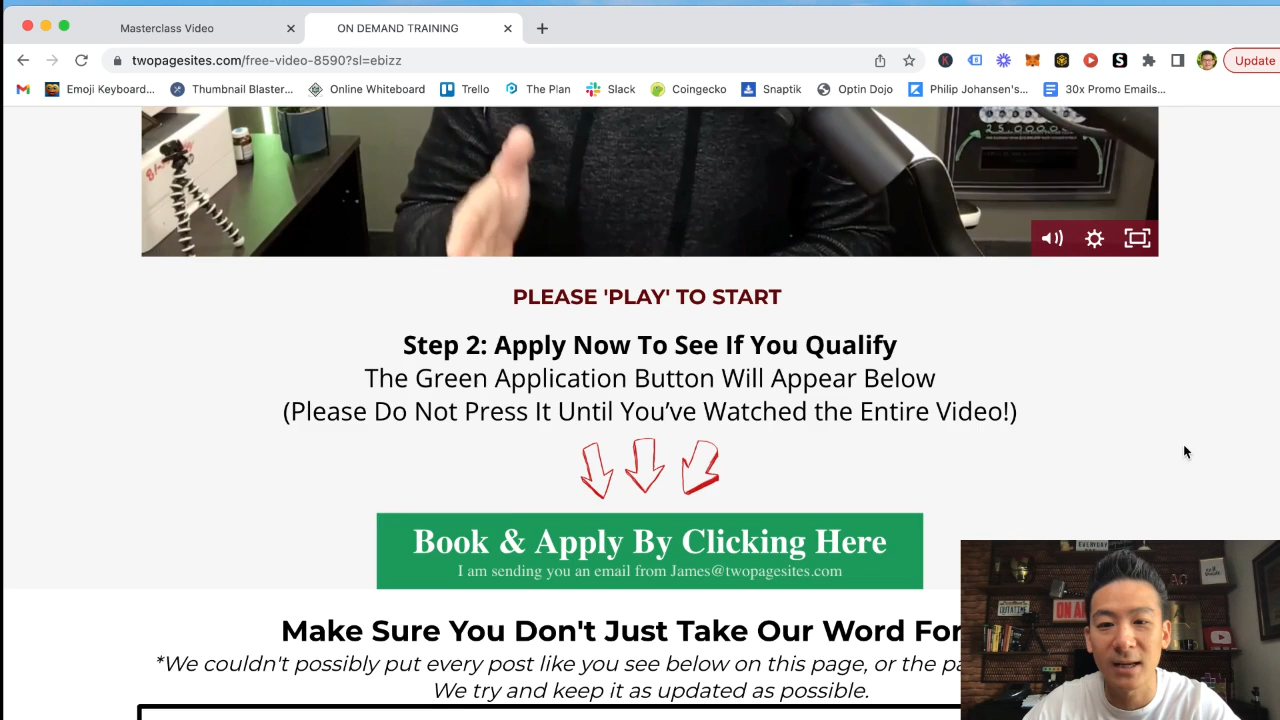 Masterclass Video
ON DEMAND TRAINING
twopagesites.com/free-video-8590?sl=ebizz
Update
Emoji Keyboard... Thumbnail Blaster... Online Whiteboard Trello The Plan Slack Coingecko Snaptik Optin Dojo Philip Johansen's... 30x Promo Emails...
PLEASE 'PLAY' TO START
Step 2: Apply Now To See If You Qualify
The Green Application Button Will Appear Below
(Please Do Not Press It Until You've Watched the Entire Video!)
Book & Apply By Clicking Here
I am sending you an email from James@twopagesites.com
Make Sure You Don't Just Take Our Word For
*We couldn't possibly put every post like you see below on this page, or the pa
We try and keep it as updated as possible.